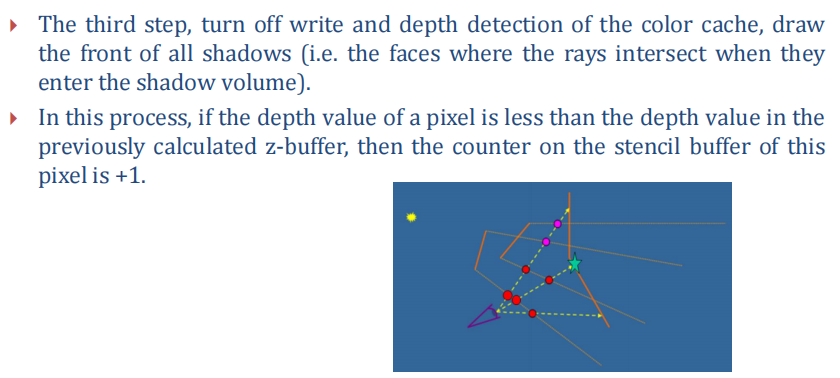 The third step, turn off write and depth detection of the color cache, draw
the front of all shadows (i.e. the faces where the rays intersect when they
enter the shadow volume).
In this process, if the depth value of a pixel is less than the depth value in the
previously calculated z-buffer, then the counter on the stencil buffer of this
pixel is +1.